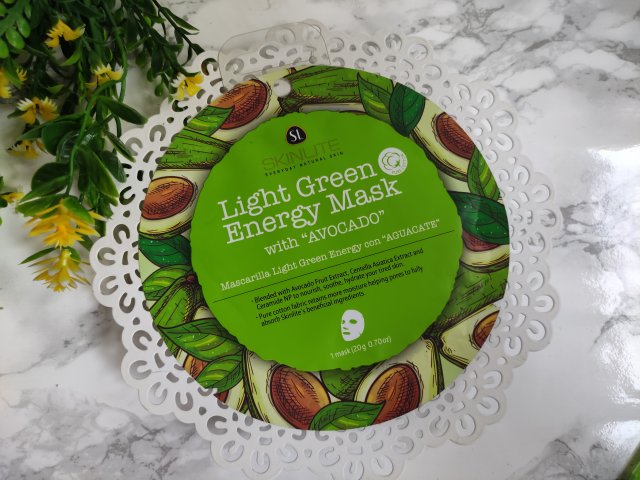 SL
SKINLITE
EVERYDAY NATURAL SKIN
Light Green
Energy Mask
with "AVOCADO"
Mascarilla Light Green Energy con "AGUACATE"
- Blended with Avocado Fruit Extract, Centella Asiatica Extract and
Ceramide NP to nourish, soothe, hydrate your tired skin.
- Pure cotton fabric retains more moisture helping pores to fully
absorb Skinlite's beneficial ingredients.
1 mask (20g 0.70oz)